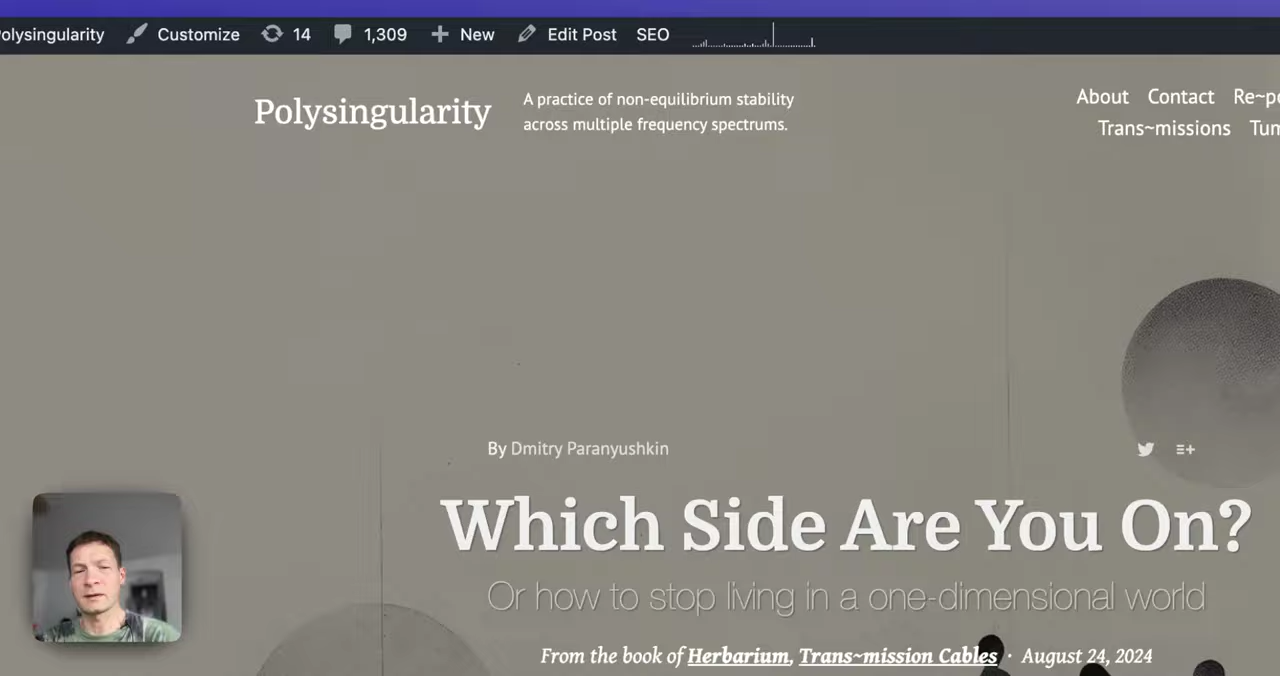 olysingularity Customize 14 1,309 New Edit Post SEO
Polysingularity
A practice of non-equilibrium stability
across multiple frequency spectrums.
About Contact Re~p
Trans~missions Tum
By Dmitry Paranyushkin
Which Side Are You On?
Or how to stop living in a one-dimensional world
From the book of Herbarium, Trans~mission Cables · August 24, 2024